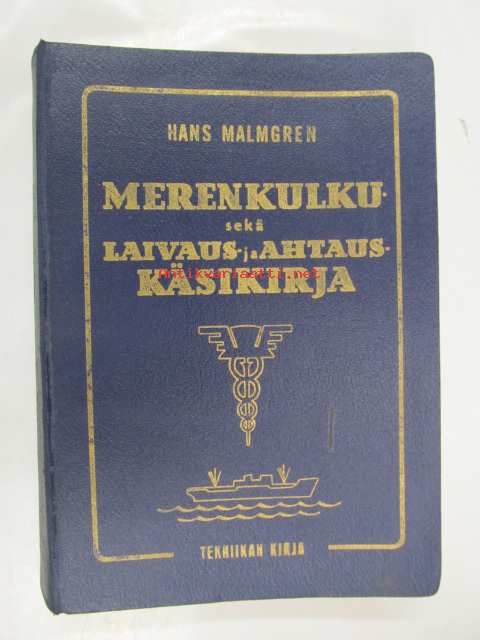 HANS MALMGREN
MERENKULKU-
sekä
LAIVAUS- ja AHTAUS-
Antikvariaatti.net
KÄSIKIRJA
TEKNIIKAN KIRJA